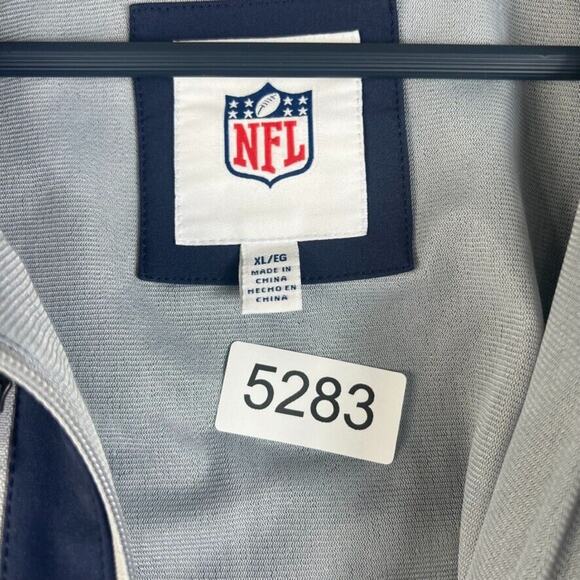 NFL
XL/EG
MADE IN
CHINA
HECHO EN
CHINA
5283